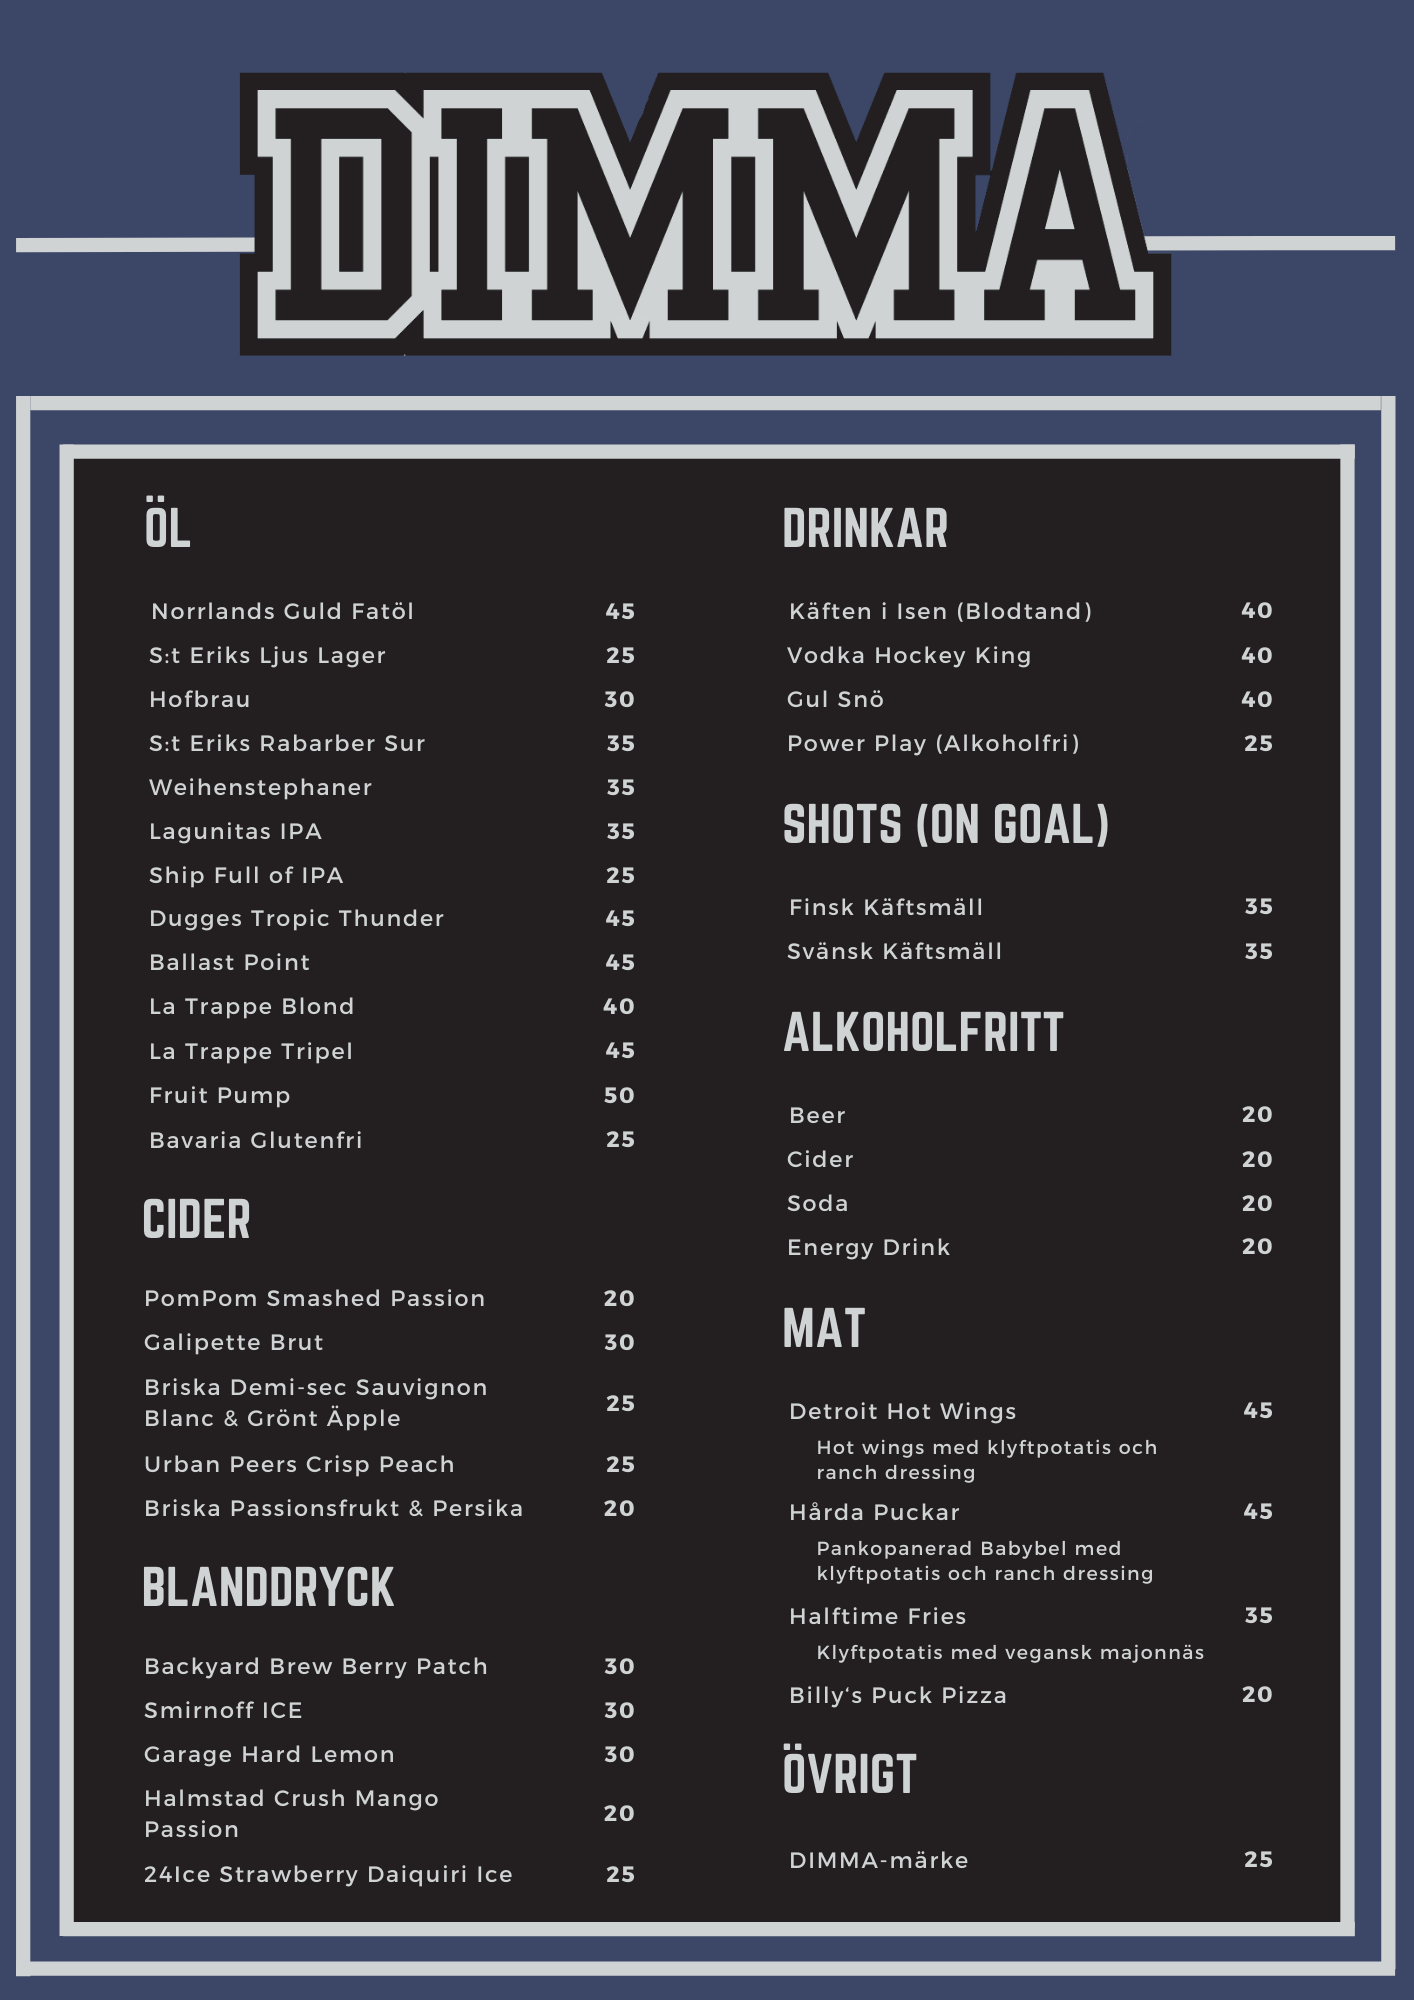 DIMMA
ÖL
Norrlands Guld Fatöl 45
S:t Eriks Ljus Lager 25
Hofbrau 30
S:t Eriks Rabarber Sur 35
Weihenstephaner 35
Lagunitas IPA 35
Ship Full of IPA 25
Dugges Tropic Thunder 45
Ballast Point 45
La Trappe Blond 40
La Trappe Tripel 45
Fruit Pump 50
Bavaria Glutenfri 25
CIDER
PomPom Smashed Passion 20
Galipette Brut 30
Briska Demi-sec Sauvignon
Blanc & Grönt Äpple 25
Urban Peers Crisp Peach 25
Briska Passionsfrukt & Persika 20
BLANDDRYCK
Backyard Brew Berry Patch 30
Smirnoff ICE 30
Garage Hard Lemon 30
Halmstad Crush Mango
Passion 20
24Ice Strawberry Daiquiri Ice 25
DRINKAR
Käften i Isen (Blodtand) 40
Vodka Hockey King 40
Gul Snö 40
Power Play (Alkoholfri) 25
SHOTS (ON GOAL)
Finsk Käftsmäll 35
Svänsk Käftsmäll 35
ALKOHOLFRITT
Beer 20
Cider 20
Soda 20
Energy Drink 20
MAT
Detroit Hot Wings 45
Hot wings med klyftpotatis och
ranch dressing
Hårda Puckar 45
Pankopanerad Babybel med
klyftpotatis och ranch dressing
Halftime Fries 35
Klyftpotatis med vegansk majonnäs
Billy‘s Puck Pizza 20
ÖVRIGT
DIMMA-märke 25